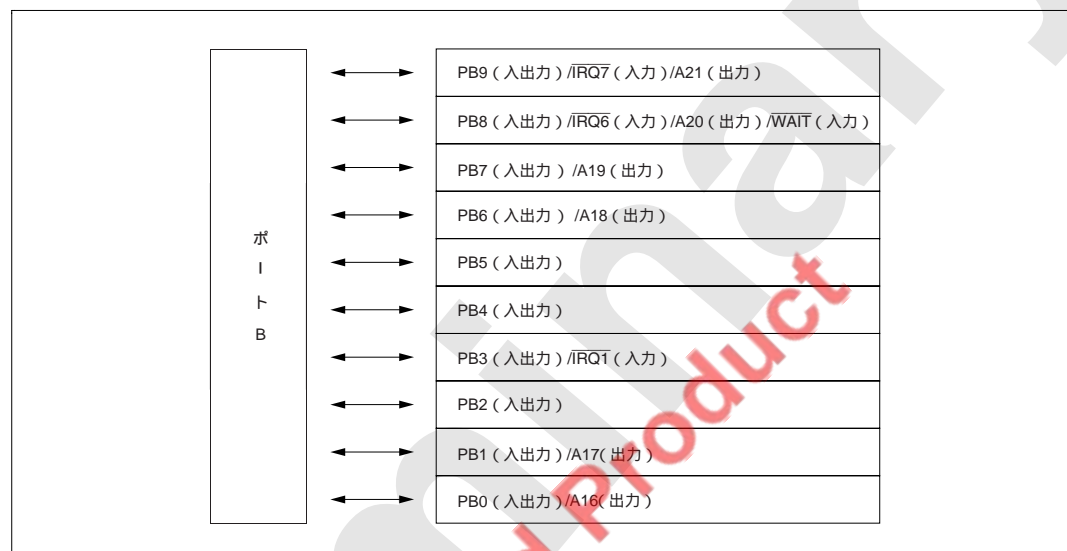 PB9（入出力）/IRQ7（入力）/A21（出力）
PB8（入出力）/IRQ6（入力）/A20（出力）/WAIT（入力）
PB7（入出力） /A19（出力）
PB6（入出力） /A18（出力）
ポートB
PB5（入出力）
PB4（入出力）
PB3（入出力）/IRQ1（入力）
PB2（入出力）
PB1（入出力）/A17(出力）
PB0（入出力）/A16(出力）
Product